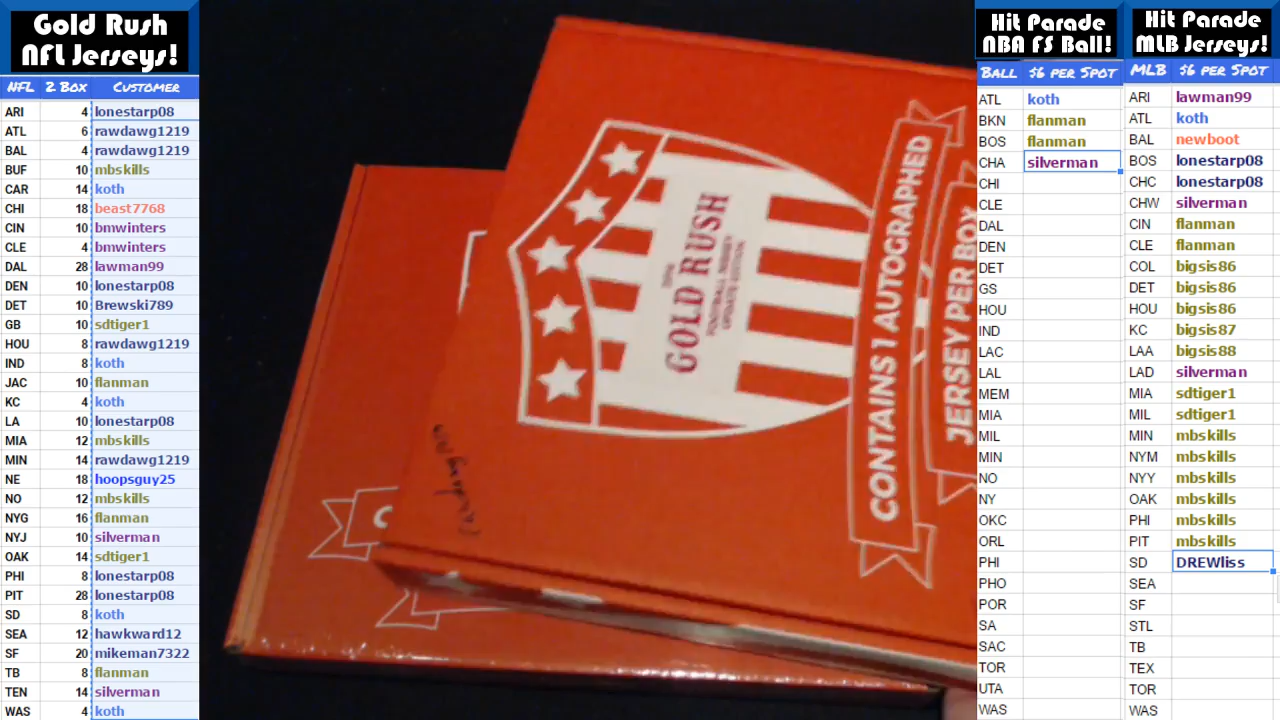 Gold Rush
NFL Jerseys!
NFL 2 Box Customer
ARI 4 lonestarp08
ATL 6 rawdawg1219
BAL 4 rawdawg1219
BUF 10 mbskills
CAR 14 koth
CHI 18 beast7768
CIN 10 bmwinters
CLE 4 bmwinters
DAL 28 lawman99
DEN 10 lonestarp08
DET 10 Brewski789
GB 10 sdtiger1
HOU 8 rawdawg1219
IND 8 koth
JAC 10 flanman
KC 4 koth
LA 10 lonestarp08
MIA 12 mbskills
MIN 14 rawdawg1219
NE 18 hoopsguy25
NO 12 mbskills
NYG 16 flanman
NYJ 10 silverman
OAK 14 sdtiger1
PHI 8 lonestarp08
PIT 28 lonestarp08
SD 8 koth
SEA 12 hawkward12
SF 20 mikeman7322
TB 8 flanman
TEN 14 silverman
WAS 4 koth
GOLD RUSH
FOOTBALL JERSEY
UPDATE EDITION
CONTAINS 1 AUTOGRAPHED
JERSEY PER BOX
C
Hit Parade
NBA FS Ball!
Ball $6 per Spot
ATL koth
BKN flanman
BOS flanman
CHA silverman
CHI
CLE
DAL
DEN
DET
GS
HOU
IND
LAC
LAL
MEM
MIA
MIL
MIN
NO
NY
OKC
ORL
PHI
PHO
POR
SA
SAC
TOR
UTA
WAS
Hit Parade
MLB Jerseys!
MLB $6 per Spot
ARI lawman99
ATL koth
BAL newboot
BOS lonestarp08
CHC lonestarp08
CHW silverman
CIN flanman
CLE flanman
COL bigsis86
DET bigsis86
HOU bigsis86
KC bigsis87
LAA bigsis88
LAD silverman
MIA sdtiger1
MIL sdtiger1
MIN mbskills
NYM mbskills
NYY mbskills
OAK mbskills
PHI mbskills
PIT mbskills
SD DREWliss
SEA
SF
STL
TB
TEX
TOR
WAS